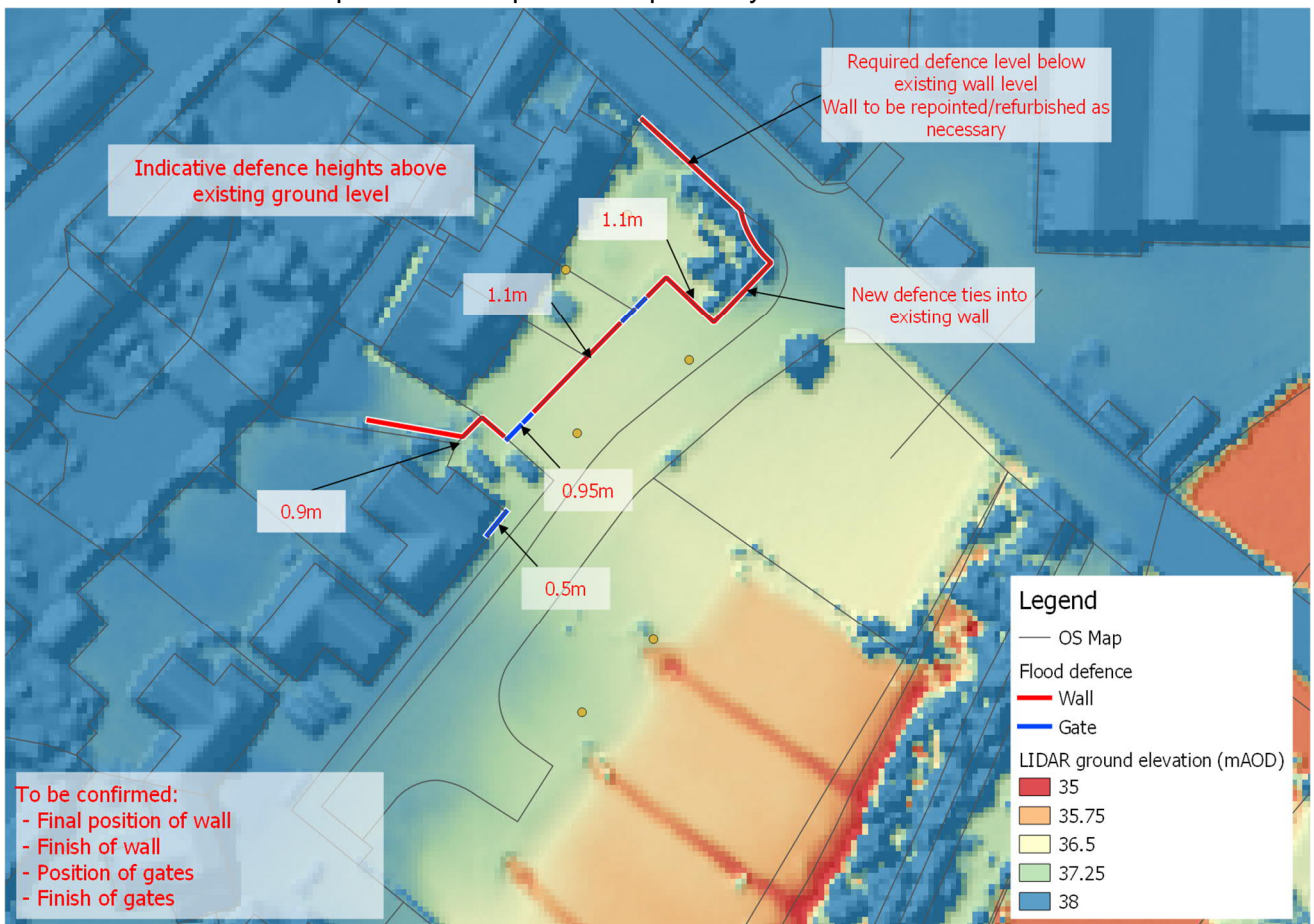 Required defence level below
existing wall level
Wall to be repointed/refurbished as
necessary
Indicative defence heights above
existing ground level
1.1m
1.1m
New defence ties into
existing wall
0.95m
0.9m
0.5m
Legend
OS Map
Flood defence
Wall
Gate
LIDAR ground elevation (mAOD)
35
35.75
36.5
37.25
38
To be confirmed:
- Final position of wall
- Finish of wall
- Position of gates
- Finish of gates